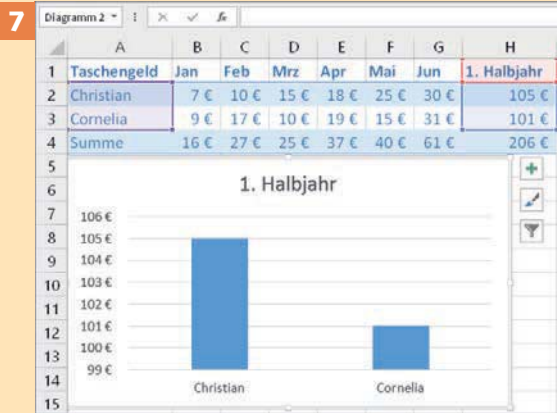 7
Diagramm 2
fx
A B C D E F G H
1 Taschengeld Jan Feb Mrz Apr Mai Jun 1. Halbjahr
2 Christian 7 € 10 € 15 € 18 € 25 € 30 € 105 €
3 Cornelia 9 € 17 € 10 € 19 € 15 € 31 € 101 €
4 Summe 16 € 27 € 25 € 37 € 40 € 61 € 206 €
5
6
7
8
9
10
11
12
13
14
15
1. Halbjahr
106 €
105 €
104 €
103 €
102 €
101 €
100 €
99 €
Christian Cornelia